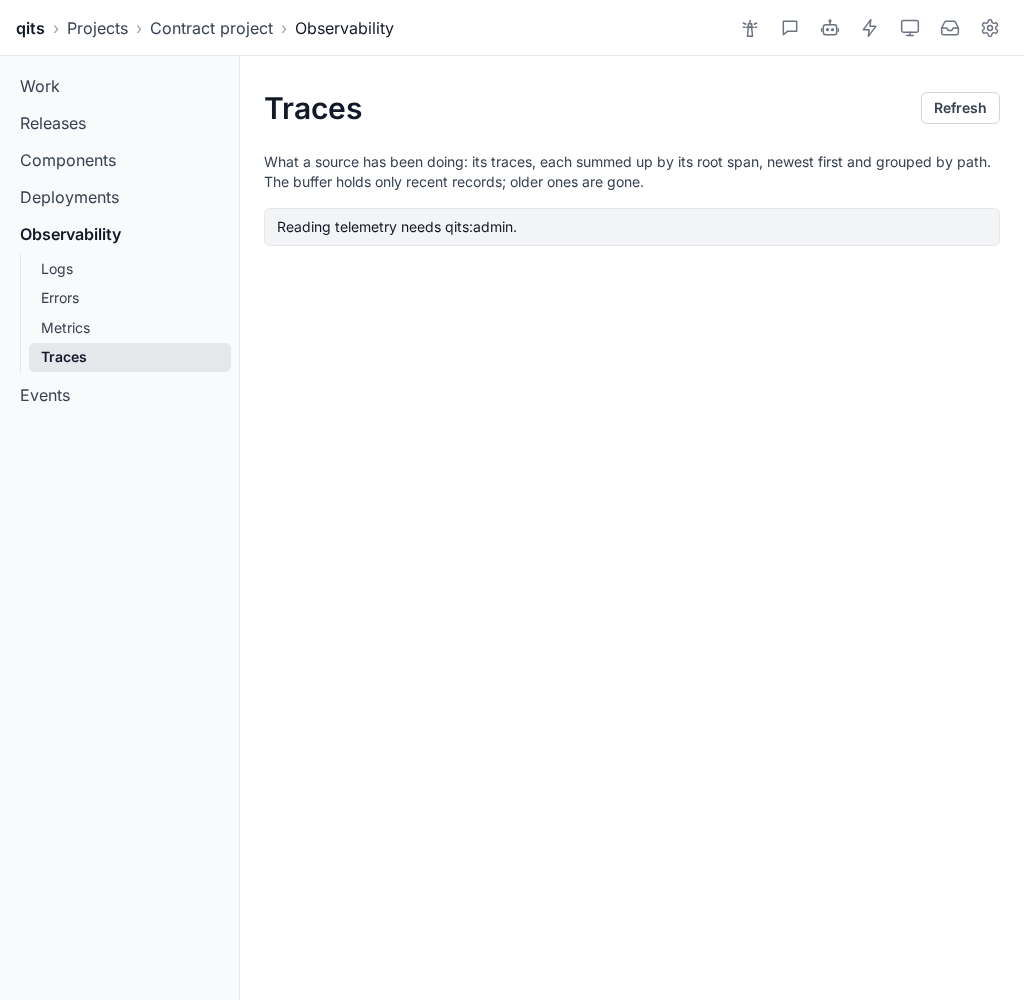 qits › Projects › Contract project › Observability
Work
Releases
Components
Deployments
Observability
Logs
Errors
Metrics
Traces
Events
Traces
Refresh
What a source has been doing: its traces, each summed up by its root span, newest first and grouped by path.
The buffer holds only recent records; older ones are gone.
Reading telemetry needs qits:admin.